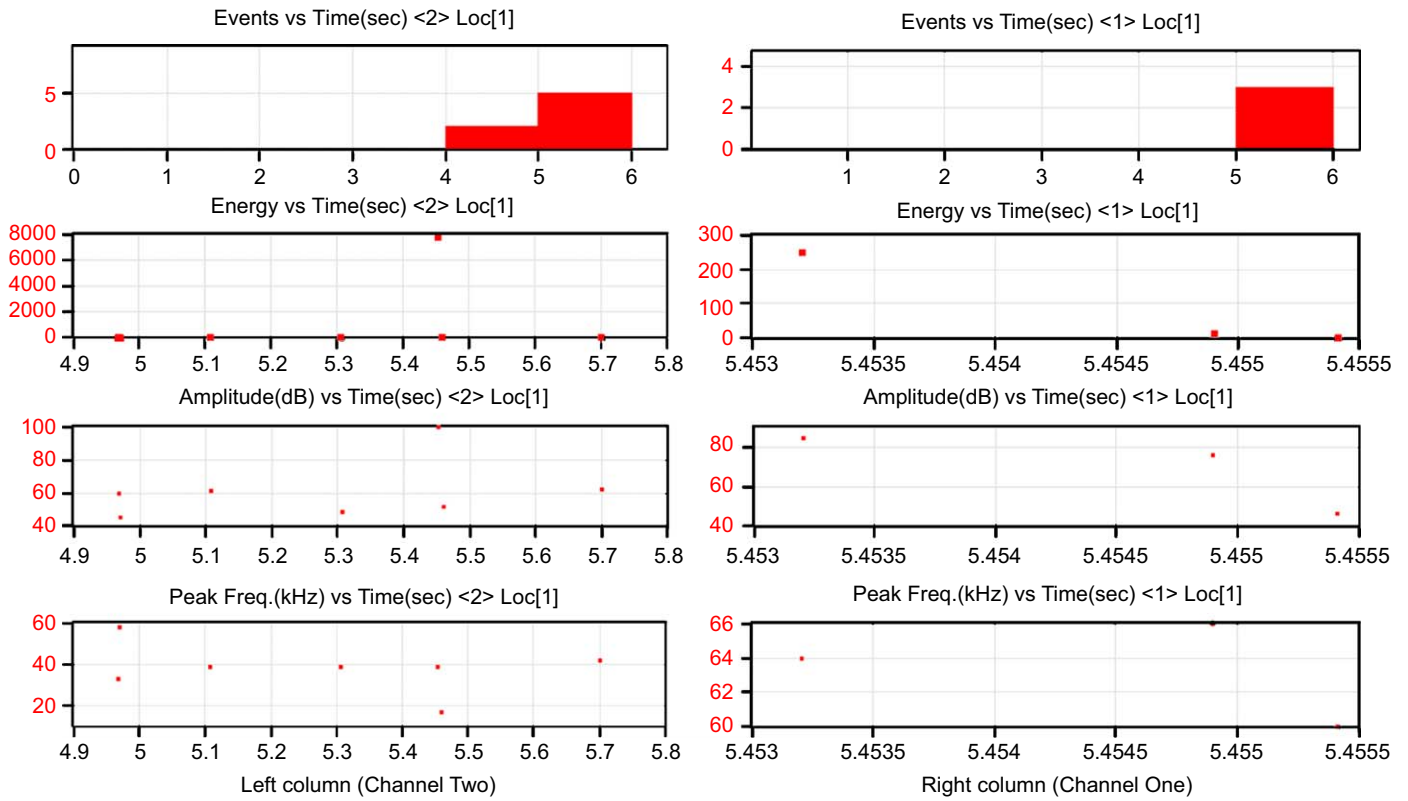 Events vs Time(sec) <2> Loc[1]
5
0
0 1 2 3 4 5 6
Energy vs Time(sec) <2> Loc[1]
8000
6000
4000
2000
0
4.9 5 5.1 5.2 5.3 5.4 5.5 5.6 5.7 5.8
Amplitude(dB) vs Time(sec) <2> Loc[1]
100
80
60
40
4.9 5 5.1 5.2 5.3 5.4 5.5 5.6 5.7 5.8
Peak Freq.(kHz) vs Time(sec) <2> Loc[1]
60
40
20
4.9 5 5.1 5.2 5.3 5.4 5.5 5.6 5.7 5.8
Left column (Channel Two)
Events vs Time(sec) <1> Loc[1]
4
2
0
1 2 3 4 5 6
Energy vs Time(sec) <1> Loc[1]
300
200
100
0
5.453 5.4535 5.454 5.4545 5.455 5.4555
Amplitude(dB) vs Time(sec) <1> Loc[1]
80
60
40
5.453 5.4535 5.454 5.4545 5.455 5.4555
Peak Freq.(kHz) vs Time(sec) <1> Loc[1]
66
64
62
60
5.453 5.4535 5.454 5.4545 5.455 5.4555
Right column (Channel One)